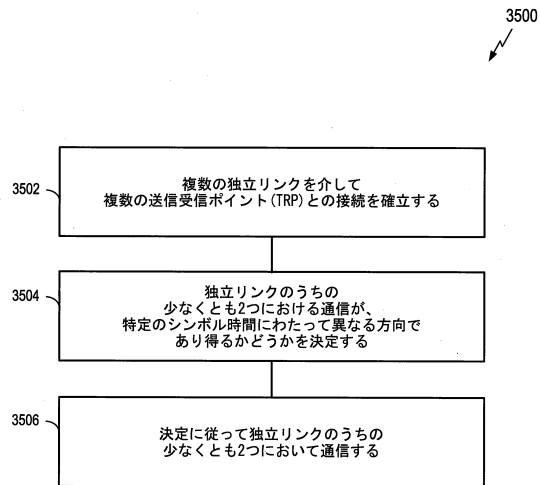 3500
3502
複数の独立リンクを介して
複数の送信受信ポイント(TRP)との接続を確立する
3504
独立リンクのうちの
少なくとも2つにおける通信が、
特定のシンボル時間にわたって異なる方向で
あり得るかどうかを決定する
3506
決定に従って独立リンクのうちの
少なくとも2つにおいて通信する